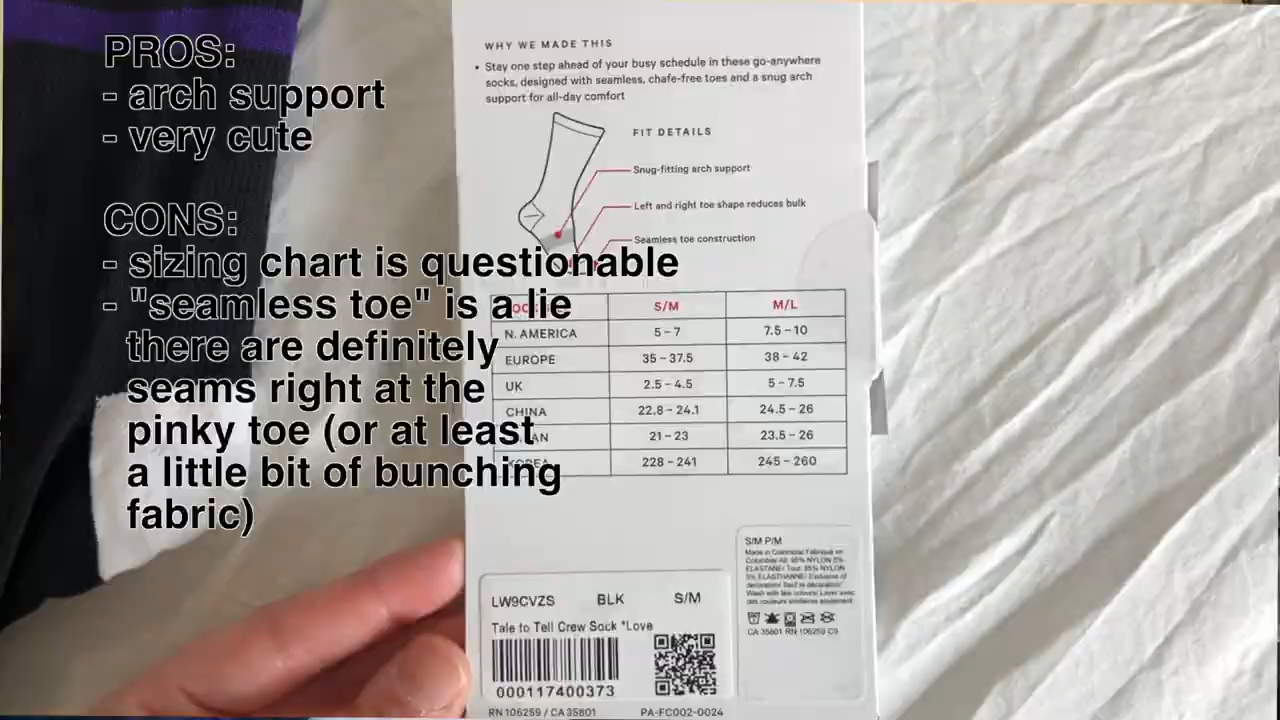 PROS:
- arch support
- very cute
CONS:
- sizing chart is questionable
- "seamless toe" is a lie
there are definitely
seams right at the
pinky toe (or at least
a little bit of bunching
fabric)
WHY WE MADE THIS
• Stay one step ahead of your busy schedule in these go-anywhere
socks, designed with seamless, chafe-free toes and a snug arch
support for all-day comfort
FIT DETAILS
Snug-fitting arch support
Left and right toe shape reduces bulk
Seamless toe construction
S/M M/L
N. AMERICA 5 – 7 7.5 – 10
EUROPE 35 – 37.5 38 – 42
UK 2.5 – 4.5 5 – 7.5
CHINA 22.8 – 24.1 24.5 – 26
21 – 23 23.5 – 26
228 – 241 245 – 260
LW9CVZS BLK S/M
Tale to Tell Crew Sock *Love
000117400373
RN 106259 / CA 35801 PA-FC002-0024
S/M P/M
CA 35801 RN 106259 C9